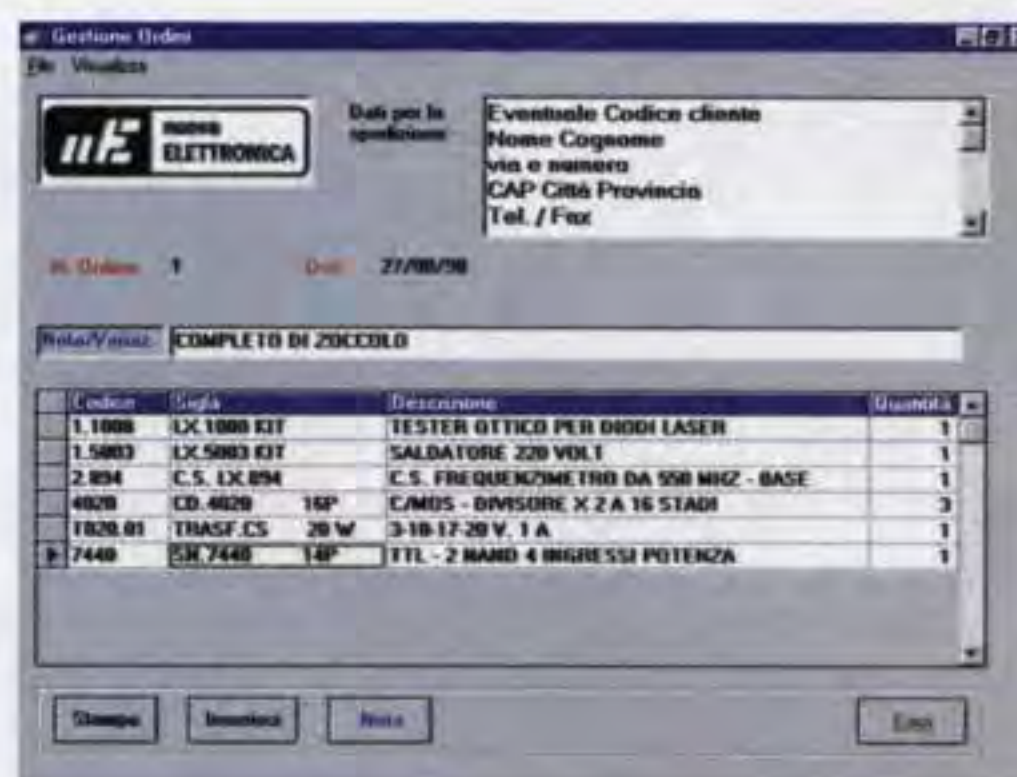 Gestione Ordini
File Visualizza
nuova
ELETTRONICA
Dati per la
spedizione
Eventuale Codice cliente
Nome Cognome
via e numero
CAP Città Provincia
Tel. / Fax
N. Ordine 1 27/08/98
COMPLETO DI ZOCCOLO
Codice Sigla Descrizione Quantità
1.1008 LX.1008 KIT TESTER OTTICO PER DIODI LASER 1
1.5003 LX.5003 KIT SALDATORE 220 VOLT 1
2.894 C.S. LX.894 C.S. FREQUENZIMETRO DA 550 MHZ - BASE 1
4020 CD.4020 16P C/MOS - DIVISORE X 2 A 16 STADI 3
T020.01 TRASF.CS 20 W 3-10-17-20 V. 1 A 1
7440 SN.7440 14P TTL - 2 NAND 4 INGRESSI POTENZA 1
Stampa Nota Esci